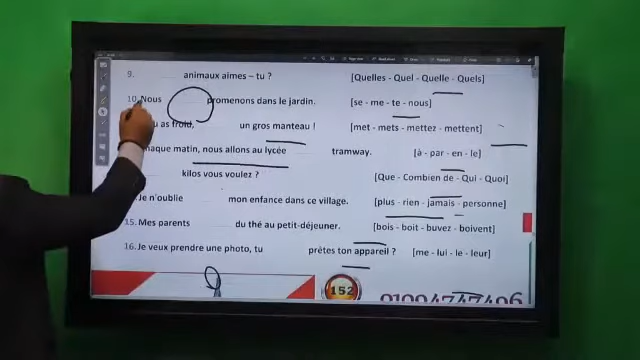 9. animaux aimes – tu ? [Quelles - Quel - Quelle - Quels]
10. Nous promenons dans le jardin. [se - me - te - nous]
as froid, un gros manteau ! [met - mets - mettez - mettent]
matin, nous allons au lycée tramway. [à - par - en - le]
kilos vous voulez ? [Que - Combien de - Qui - Quoi]
Je n'oublie mon enfance dans ce village. [plus - rien - jamais - personne]
15. Mes parents du thé au petit-déjeuner. [bois - boit - buvez - boivent]
16. Je veux prendre une photo, tu prêtes ton appareil ? [me - lui - le - leur]
152